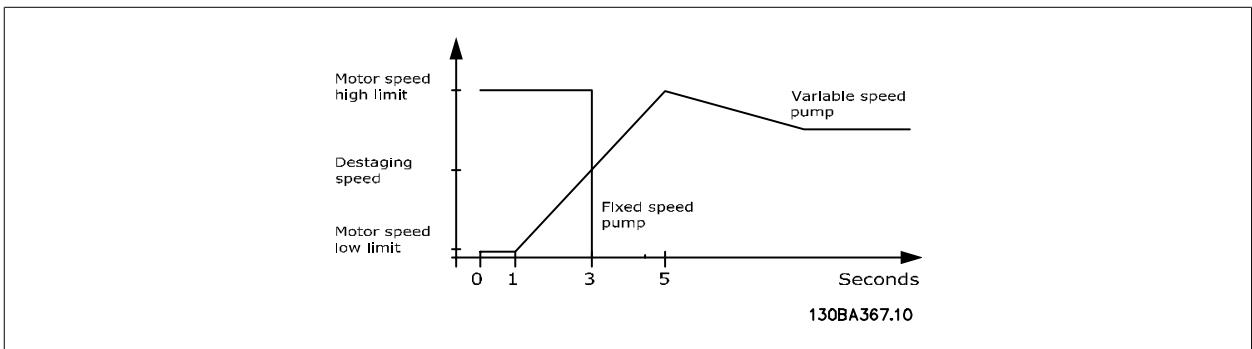 Motor speed
high limit
Variable speed
pump
Destaging
speed
FIxed speed
pump
Motor speed
low limit
0 1 3 5 Seconds
130BA367.10